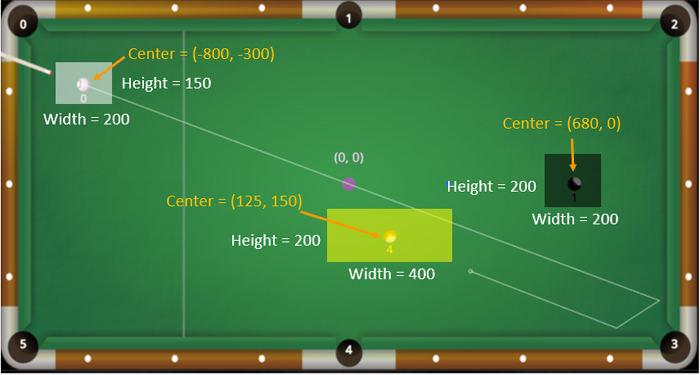 0
1
2
Center = (-800, -300)
Height = 150
0
Width = 200
Center = (680, 0)
(0, 0)
Height = 200
1
Center = (125, 150)
Width = 200
Height = 200
4
Width = 400
5
4
3